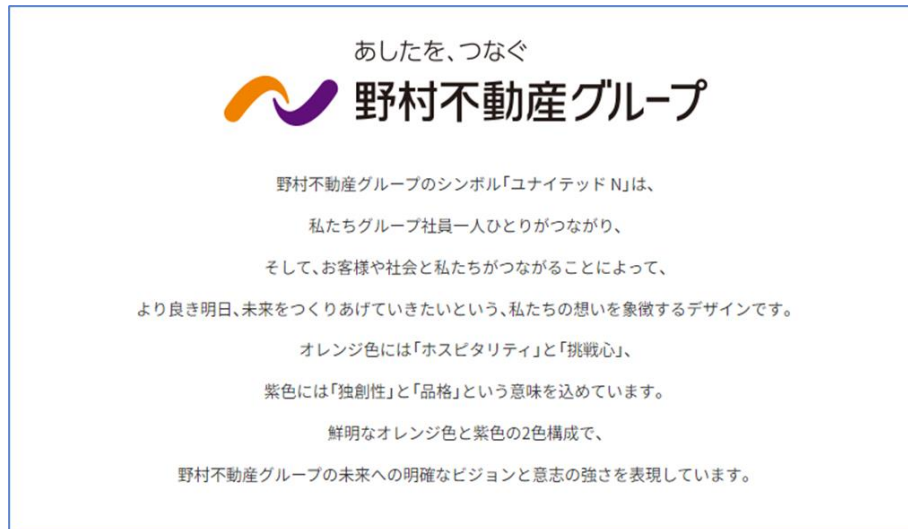 あしたを、つなぐ
野村不動産グループ
野村不動産グループのシンボル｢ユナイテッド N｣は、
私たちグループ社員一人ひとりがつながり、
そして、お客様や社会と私たちがつながることによって、
より良き明日、未来をつくりあげていきたいという、私たちの想いを象徴するデザインです。
オレンジ色には｢ホスピタリティ｣と｢挑戦心｣、
紫色には｢独創性｣と｢品格｣という意味を込めています。
鮮明なオレンジ色と紫色の2色構成で、
野村不動産グループの未来への明確なビジョンと意志の強さを表現しています。